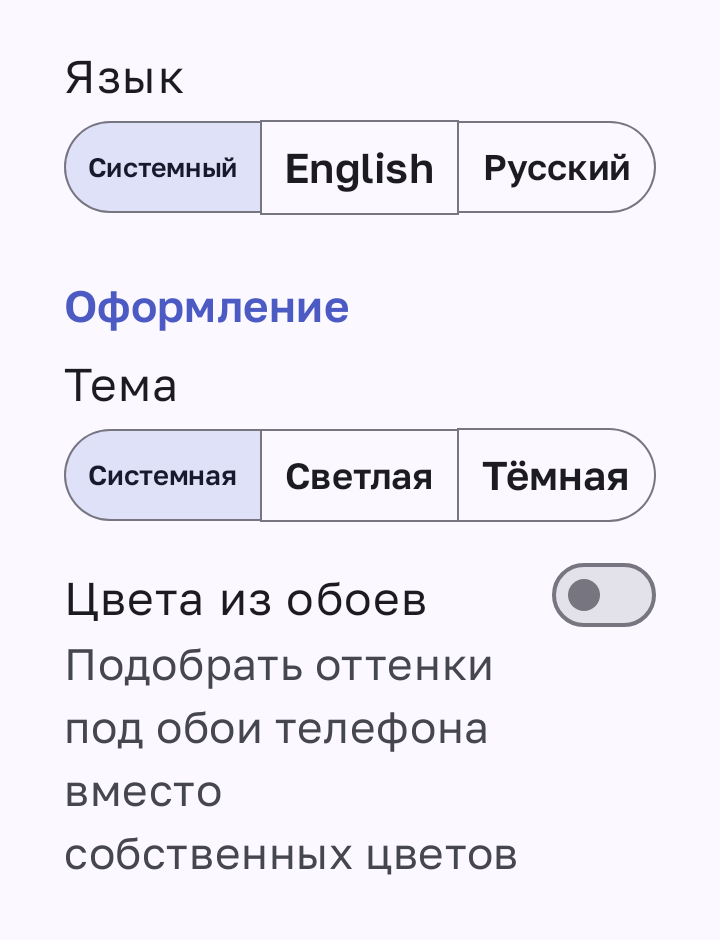 Язык
Системный English Русский
Оформление
Тема
Системная Светлая Тёмная
Цвета из обоев
Подобрать оттенки
под обои телефона
вместо
собственных цветов